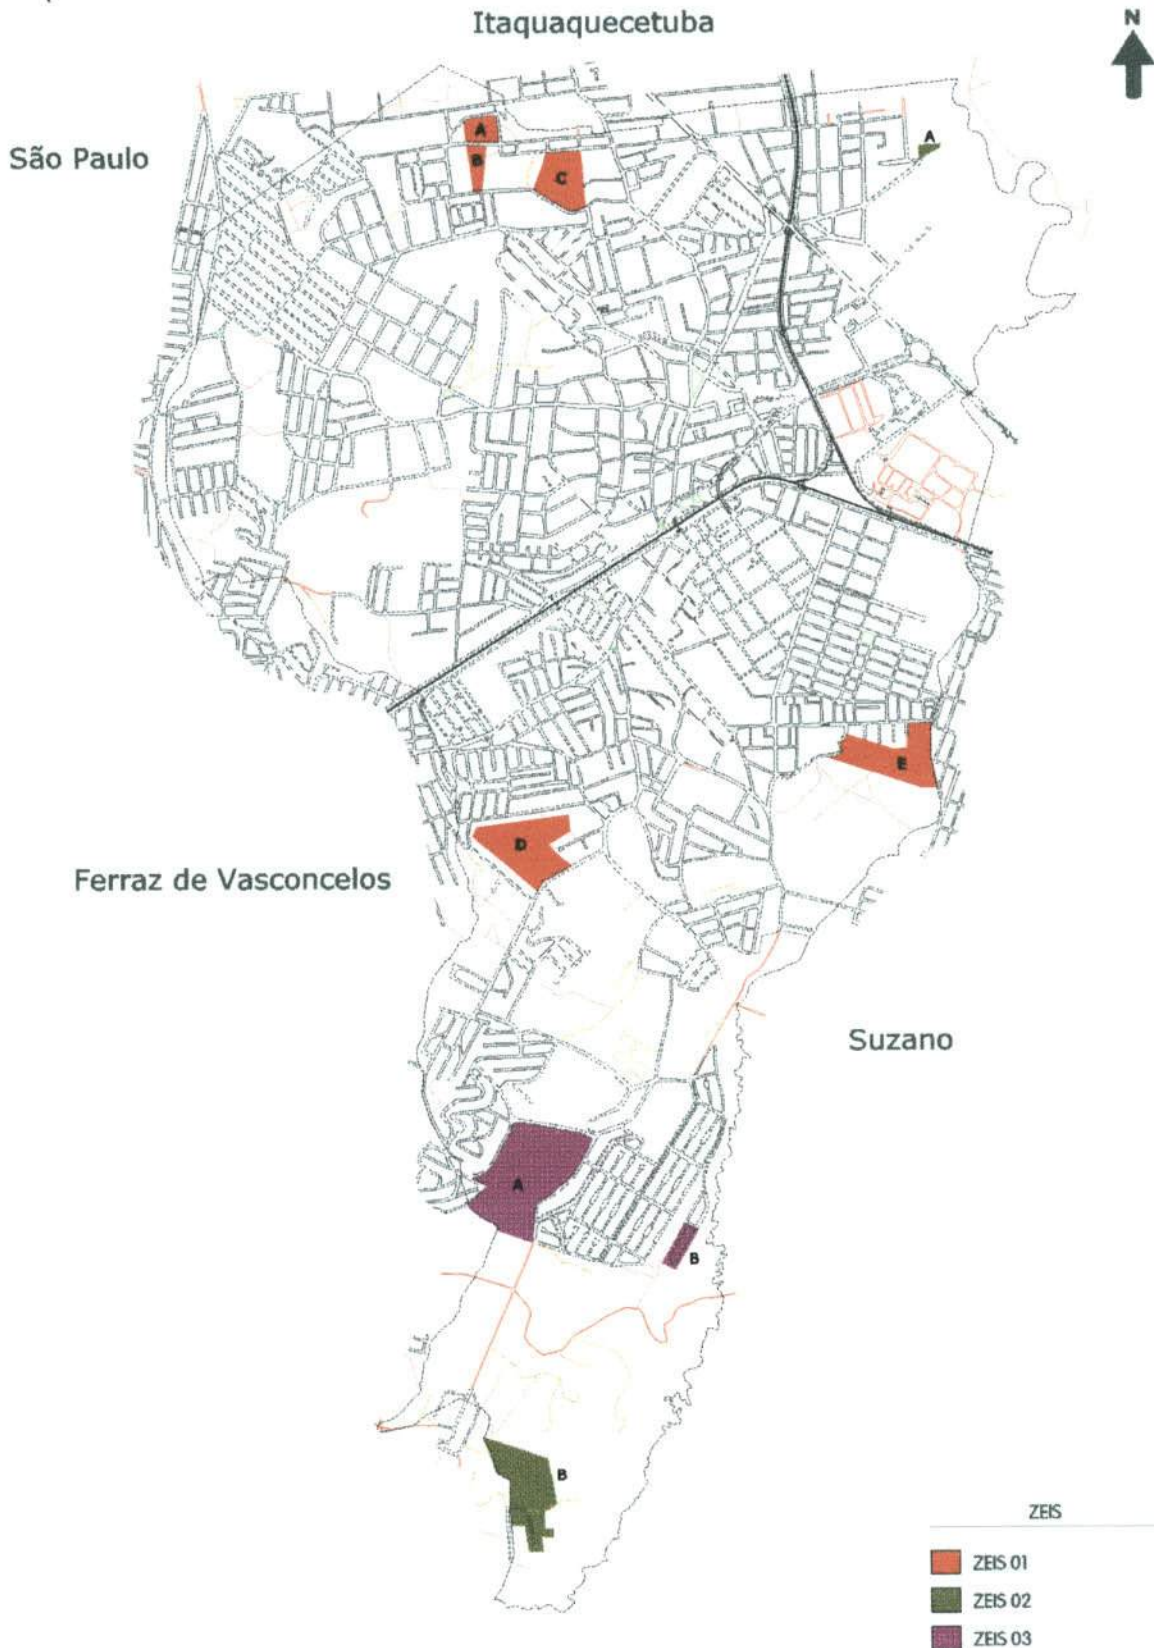 Itaquaquecetuba
N
São Paulo
A
A
B
C
E
D
Ferraz de Vasconcelos
Suzano
A
B
B
ZEIS
ZEIS 01
ZEIS 02
ZEIS 03